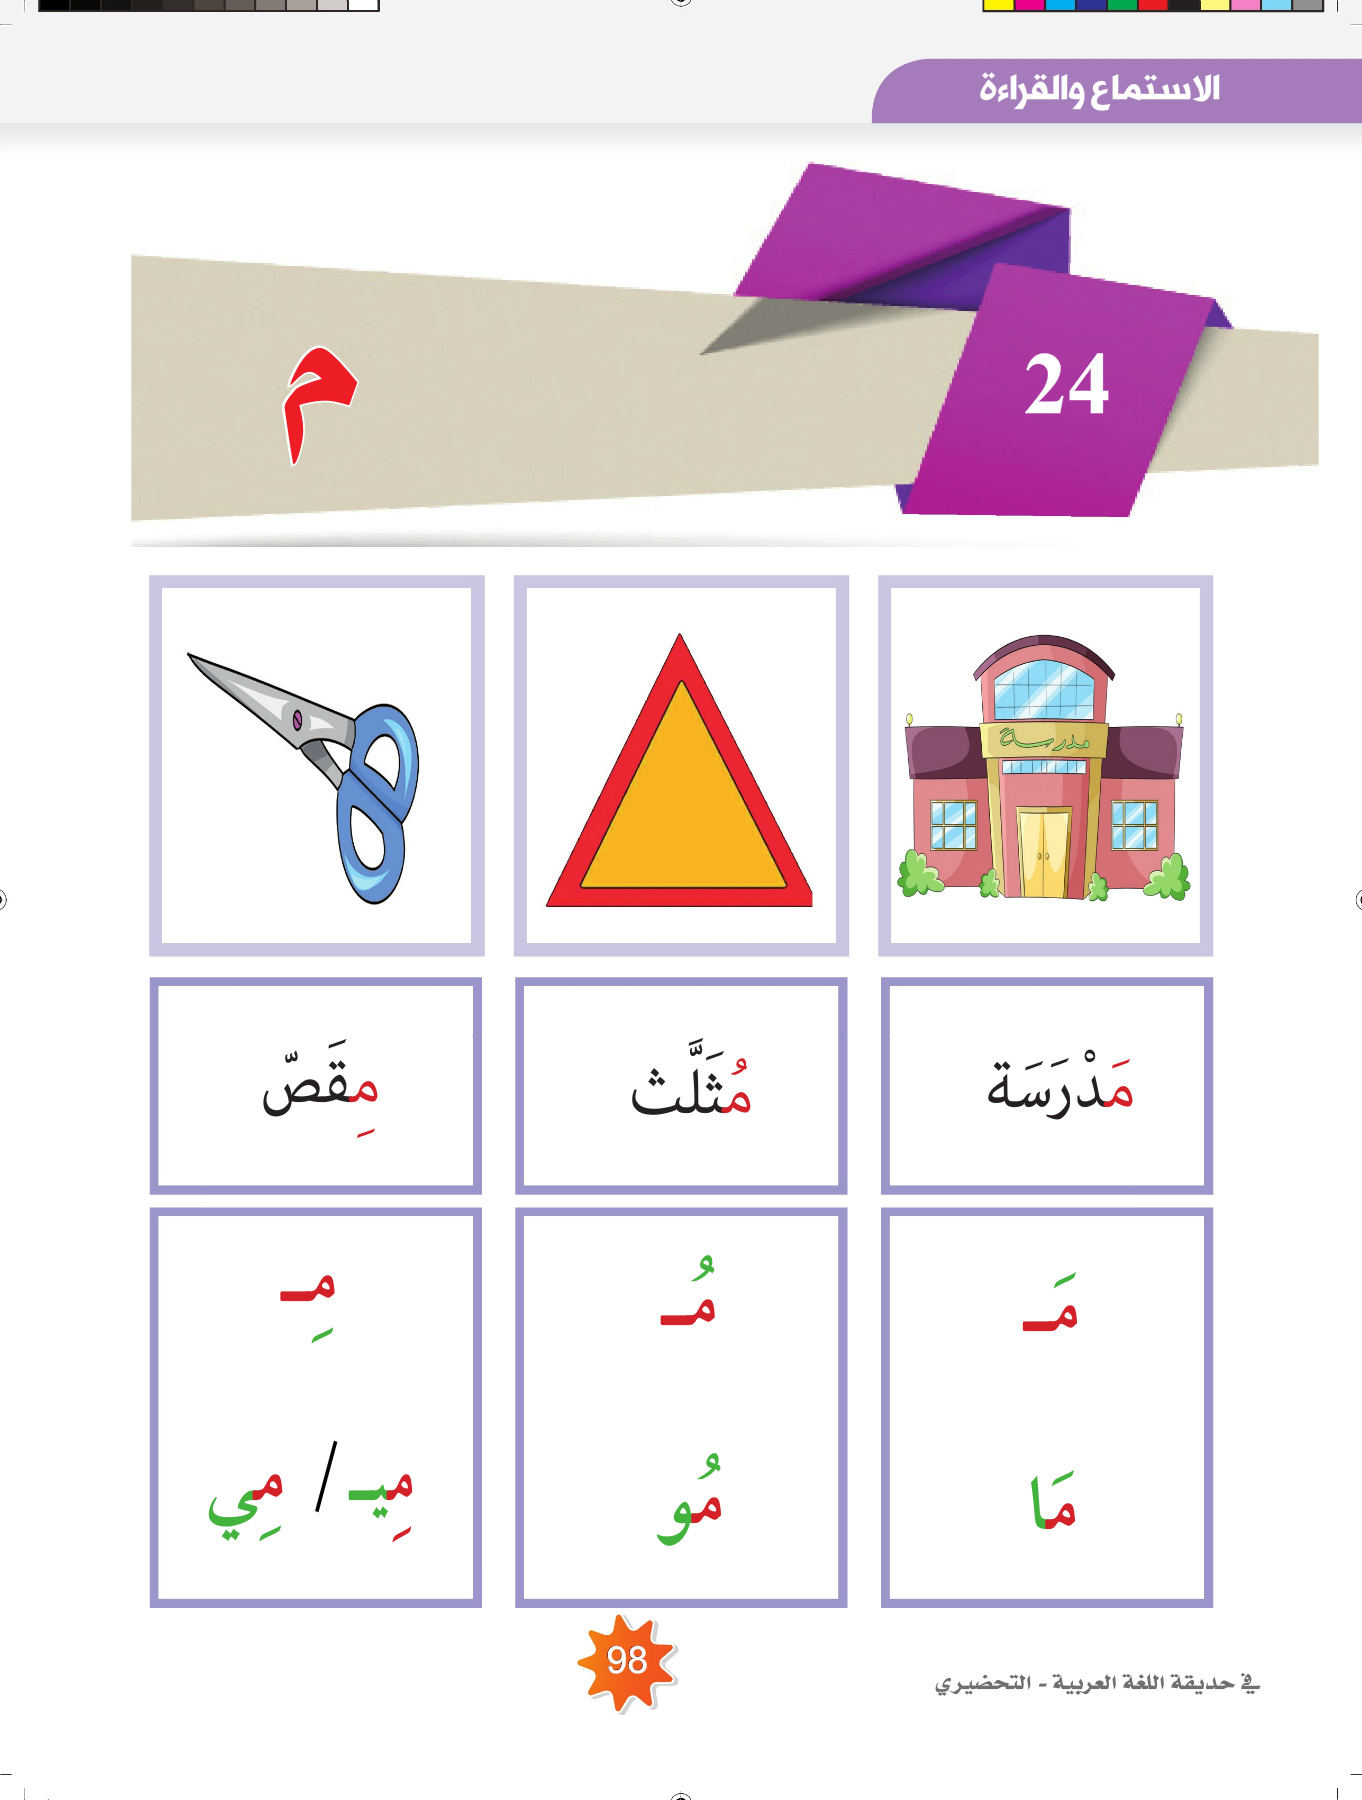 الاستماع والقراءة
24
م
مدرسة
مَدْرَسَة
مُثَلَّث
مِقَصّ
مَـ
مُـ
مِـ
مَا
مُو
مِيـ / مِي
98
في حديقة اللغة العربية - التحضيري